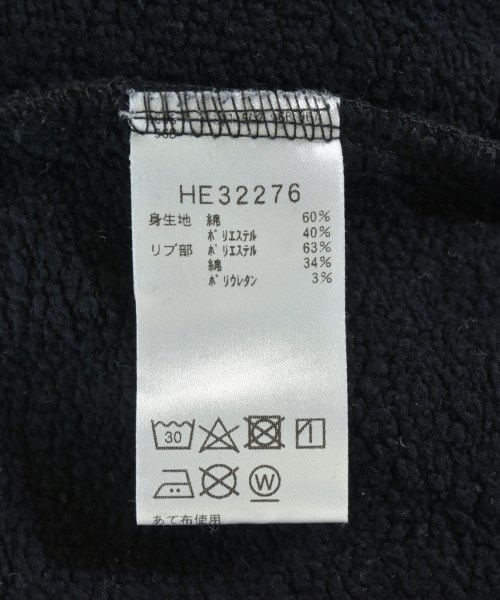 HE32276
身生地 綿 60%
ポリエステル 40%
リブ部 ポリエステル 63%
綿 34%
ポリウレタン 3%
30
W
あて布使用